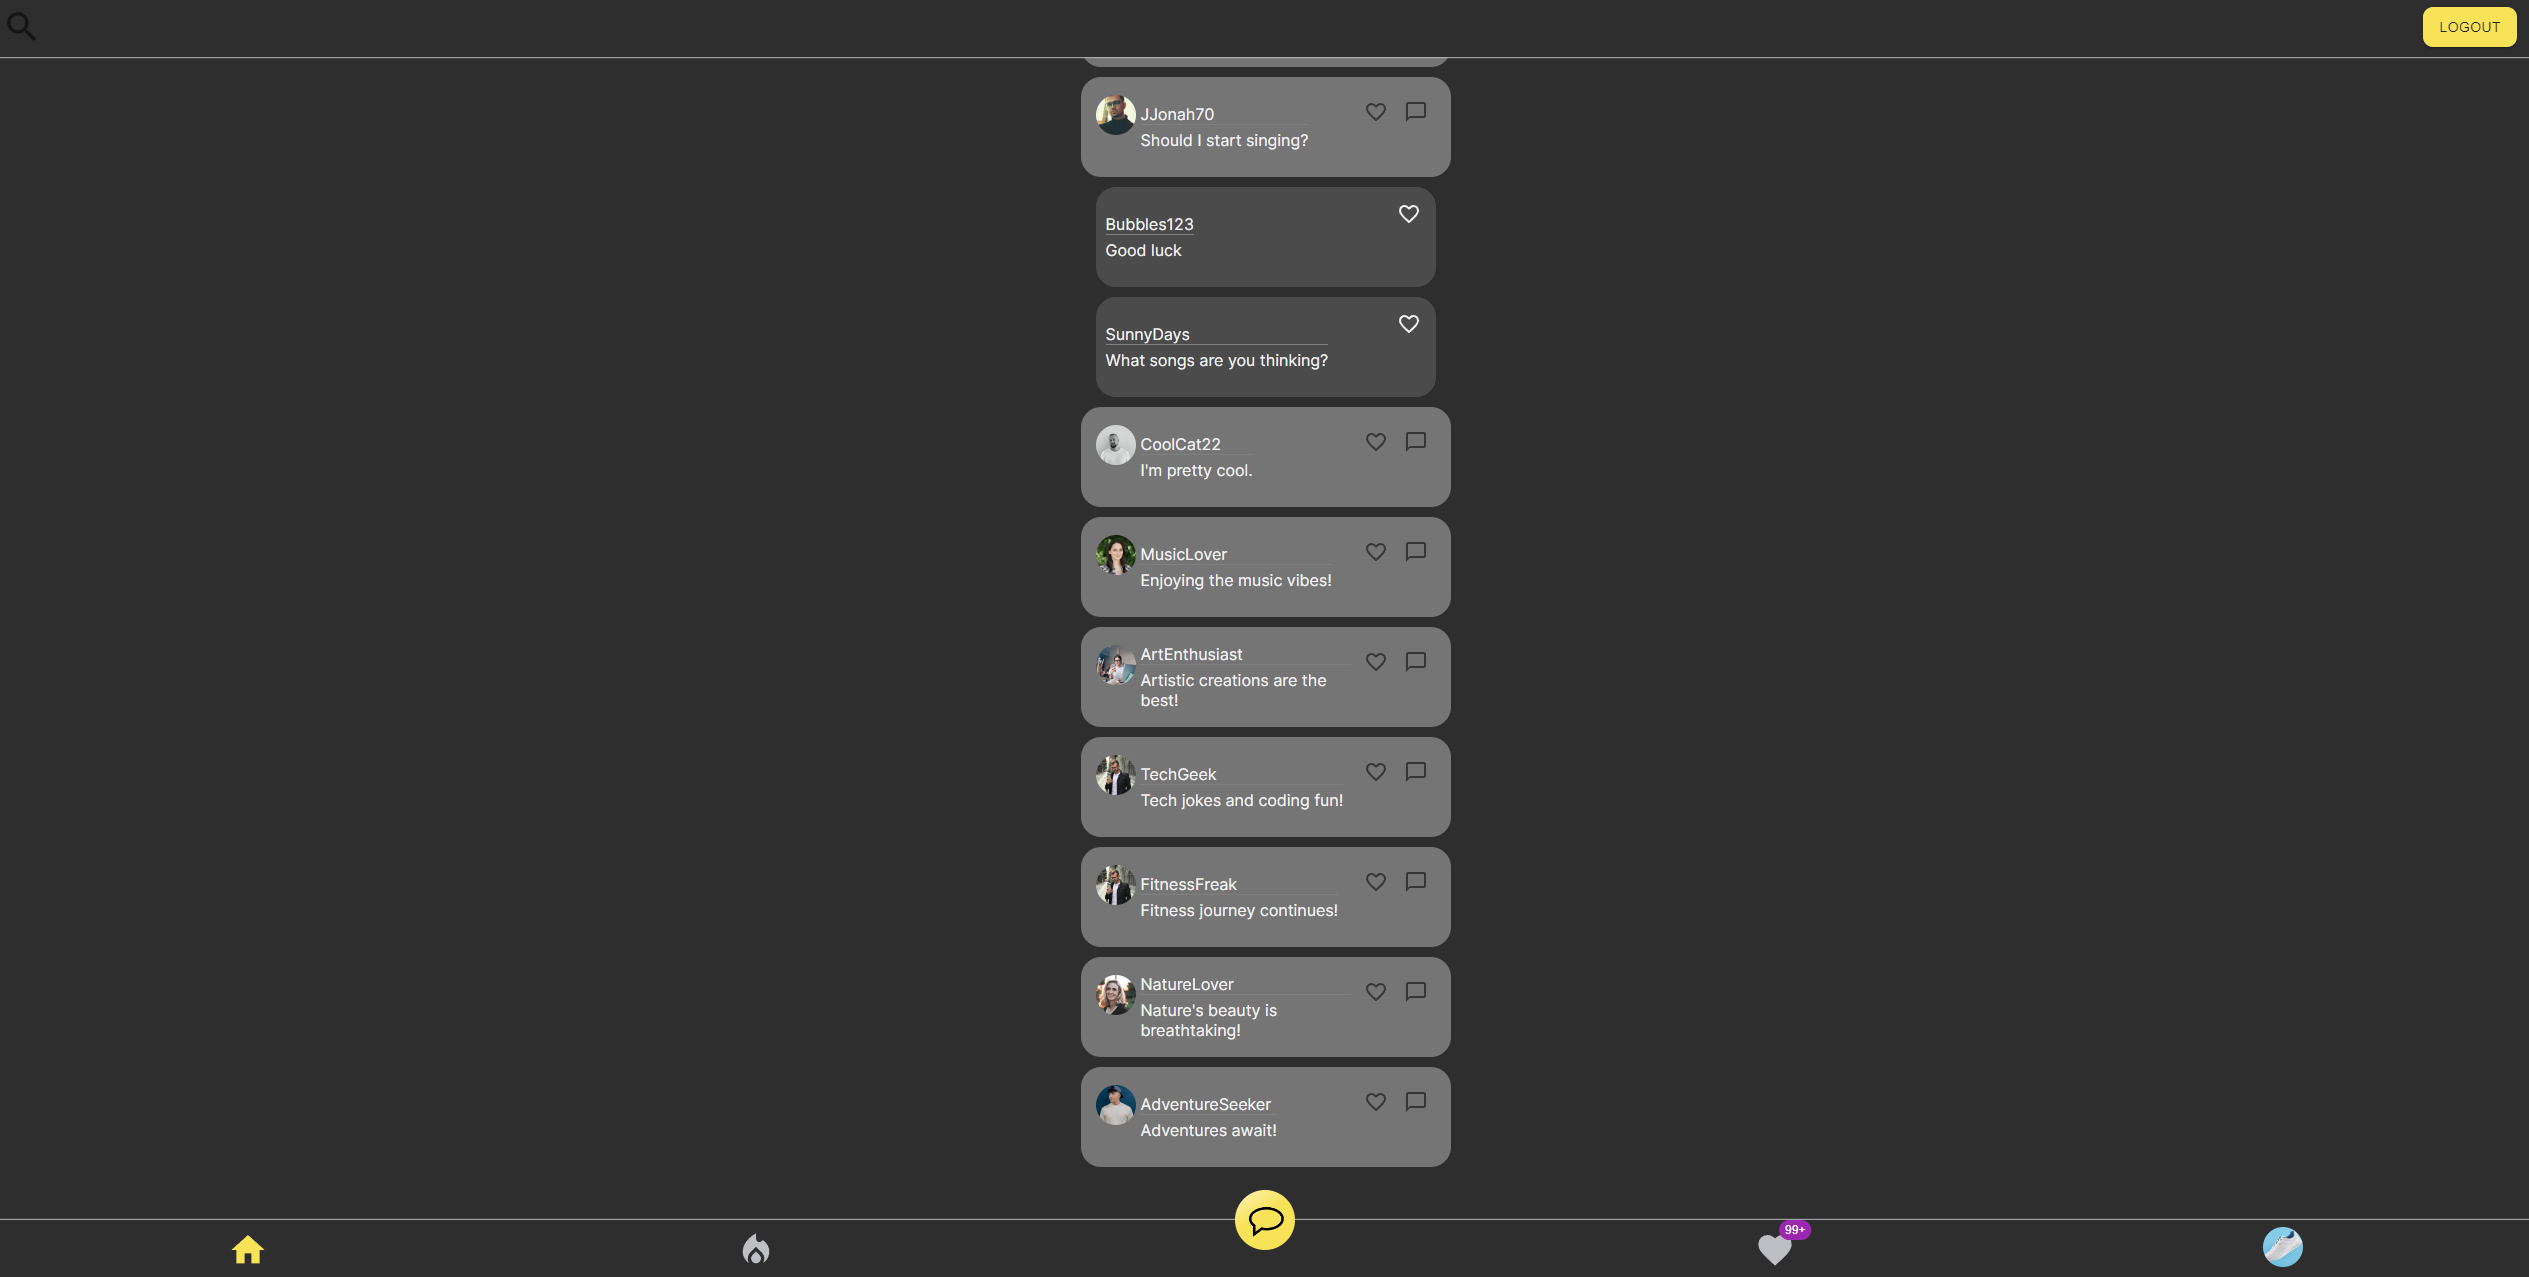 LOGOUT
JJonah70
Should I start singing?
Bubbles123
Good luck
SunnyDays
What songs are you thinking?
CoolCat22
I'm pretty cool.
MusicLover
Enjoying the music vibes!
ArtEnthusiast
Artistic creations are the
best!
TechGeek
Tech jokes and coding fun!
FitnessFreak
Fitness journey continues!
NatureLover
Nature's beauty is
breathtaking!
AdventureSeeker
Adventures await!
99+